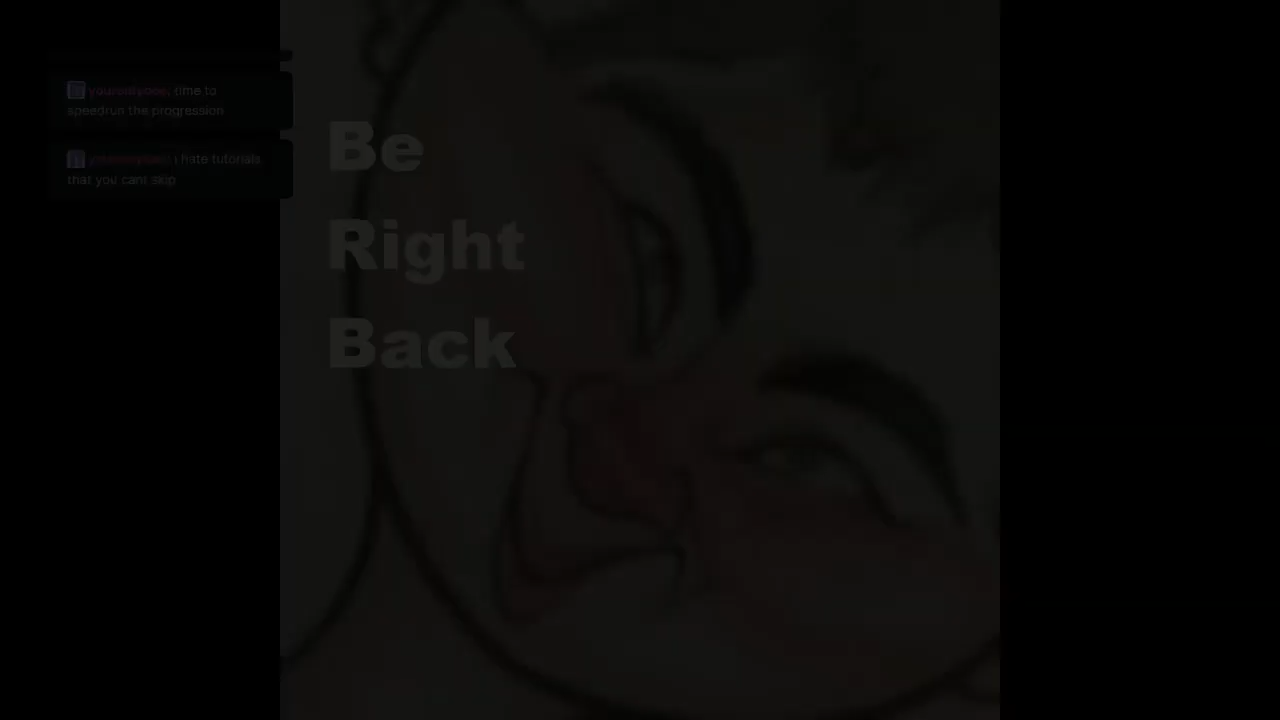 time to
speedrun the progression
i hate tutorials
that you cant skip
Be
Right
Back